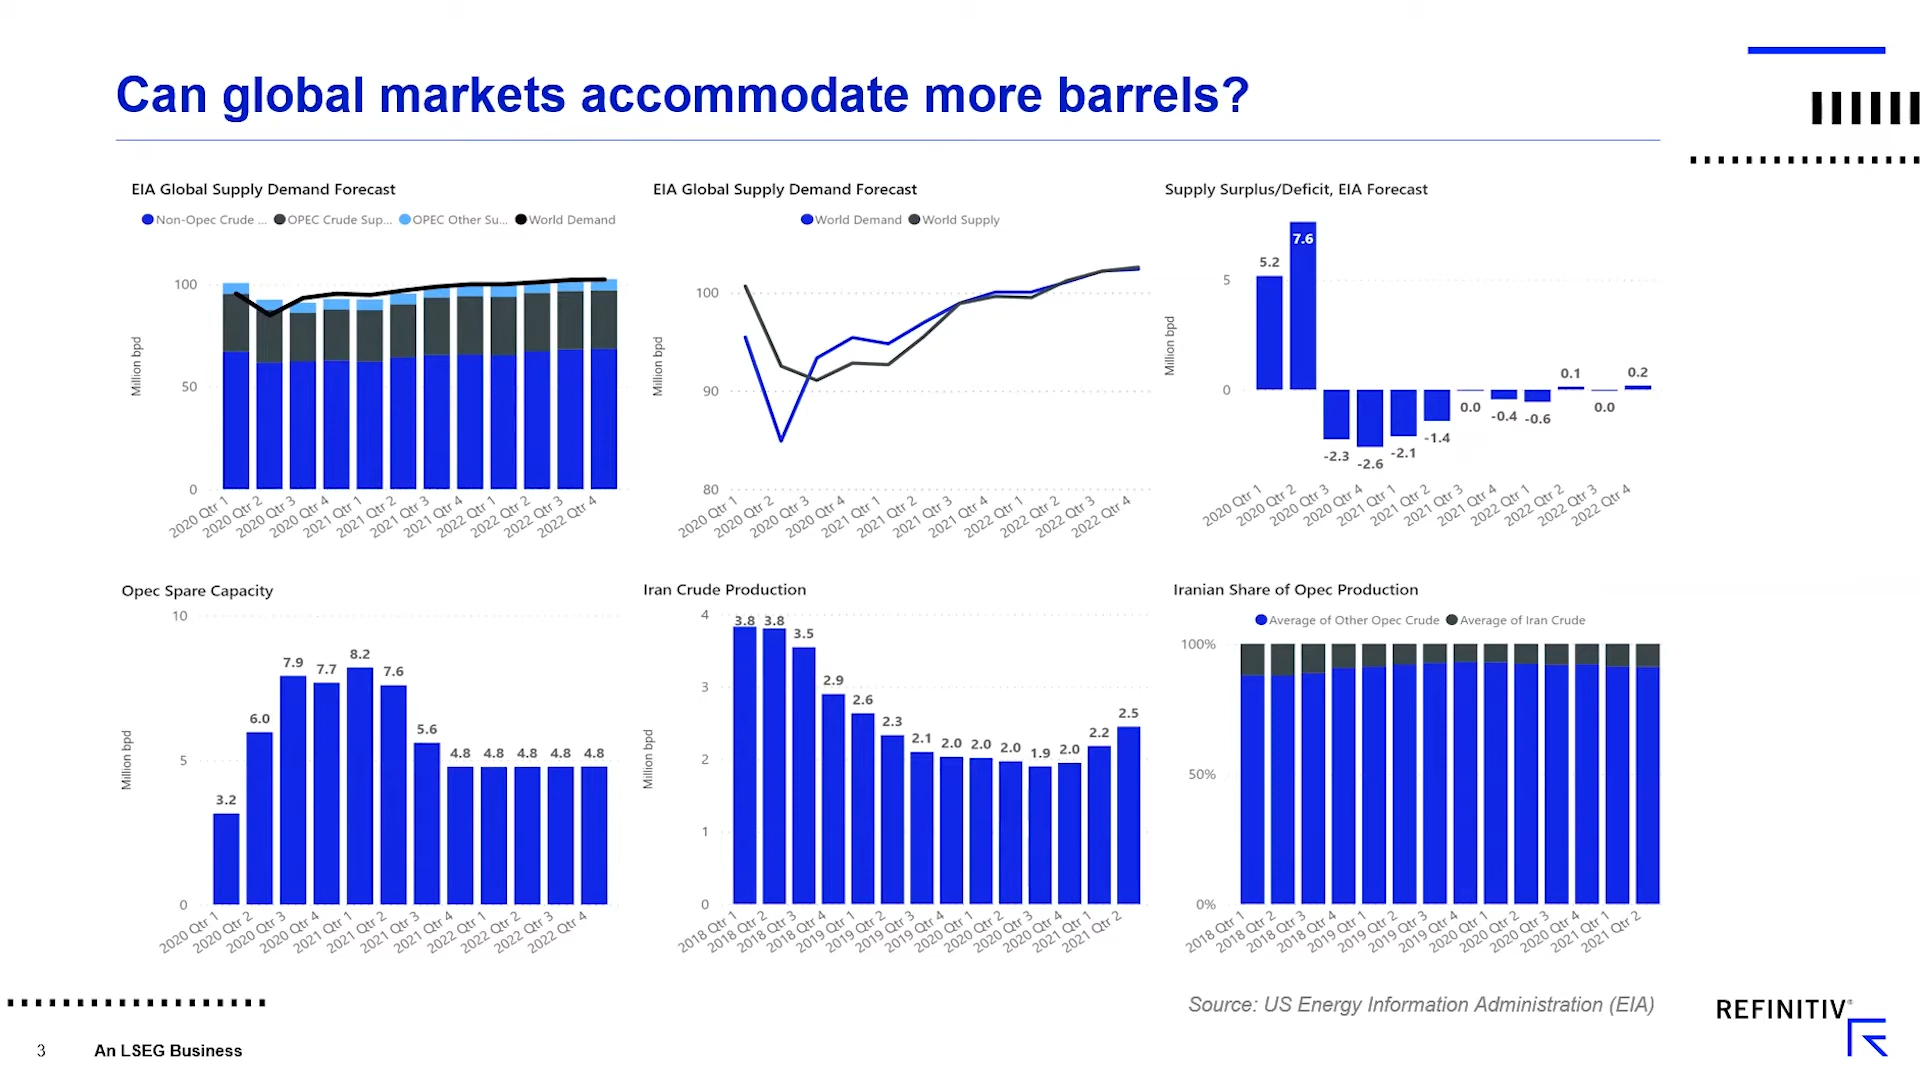 Can global markets accommodate more barrels?
EIA Global Supply Demand Forecast
Non-Opec Crude ... OPEC Crude Sup... OPEC Other Su... World Demand
Million bpd
100
50
0
2020 Qtr 1 2020 Qtr 2 2020 Qtr 3 2020 Qtr 4 2021 Qtr 1 2021 Qtr 2 2021 Qtr 3 2021 Qtr 4 2022 Qtr 1 2022 Qtr 2 2022 Qtr 3 2022 Qtr 4
EIA Global Supply Demand Forecast
World Demand World Supply
Million bpd
100
90
80
2020 Qtr 1 2020 Qtr 2 2020 Qtr 3 2020 Qtr 4 2021 Qtr 1 2021 Qtr 2 2021 Qtr 3 2021 Qtr 4 2022 Qtr 1 2022 Qtr 2 2022 Qtr 3 2022 Qtr 4
Supply Surplus/Deficit, EIA Forecast
Million bpd
5
0
5.2 7.6 -2.3 -2.6 -2.1 -1.4 0.0 -0.4 -0.6 0.1 0.0 0.2
2020 Qtr 1 2020 Qtr 2 2020 Qtr 3 2020 Qtr 4 2021 Qtr 1 2021 Qtr 2 2021 Qtr 3 2021 Qtr 4 2022 Qtr 1 2022 Qtr 2 2022 Qtr 3 2022 Qtr 4
Opec Spare Capacity
Million bpd
10
5
0
3.2 6.0 7.9 7.7 8.2 7.6 5.6 4.8 4.8 4.8 4.8 4.8
2020 Qtr 1 2020 Qtr 2 2020 Qtr 3 2020 Qtr 4 2021 Qtr 1 2021 Qtr 2 2021 Qtr 3 2021 Qtr 4 2022 Qtr 1 2022 Qtr 2 2022 Qtr 3 2022 Qtr 4
Iran Crude Production
Million bpd
4
3
2
1
0
3.8 3.8 3.5 2.9 2.6 2.3 2.1 2.0 2.0 2.0 1.9 2.0 2.2 2.5
2018 Qtr 1 2018 Qtr 2 2018 Qtr 3 2018 Qtr 4 2019 Qtr 1 2019 Qtr 2 2019 Qtr 3 2019 Qtr 4 2020 Qtr 1 2020 Qtr 2 2020 Qtr 3 2020 Qtr 4 2021 Qtr 1 2021 Qtr 2
Iranian Share of Opec Production
Average of Other Opec Crude Average of Iran Crude
100%
50%
0%
2018 Qtr 1 2018 Qtr 2 2018 Qtr 3 2018 Qtr 4 2019 Qtr 1 2019 Qtr 2 2019 Qtr 3 2019 Qtr 4 2020 Qtr 1 2020 Qtr 2 2020 Qtr 3 2020 Qtr 4 2021 Qtr 1 2021 Qtr 2
Source: US Energy Information Administration (EIA)
REFINITIV®
3 An LSEG Business